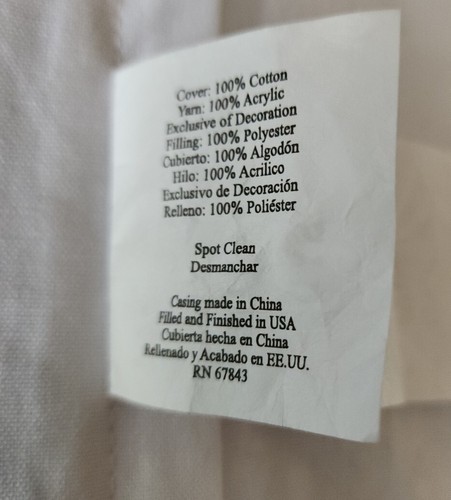 Cover: 100% Cotton
Yarn: 100% Acrylic
Exclusive of Decoration
Filling: 100% Polyester
Cubierto: 100% Algodón
Hilo: 100% Acrilico
Exclusivo de Decoración
Relleno: 100% Poliéster
Spot Clean
Desmanchar
Casing made in China
Filled and Finished in USA
Cubierta hecha en China
Rellenado y Acabado en EE.UU.
RN 67843